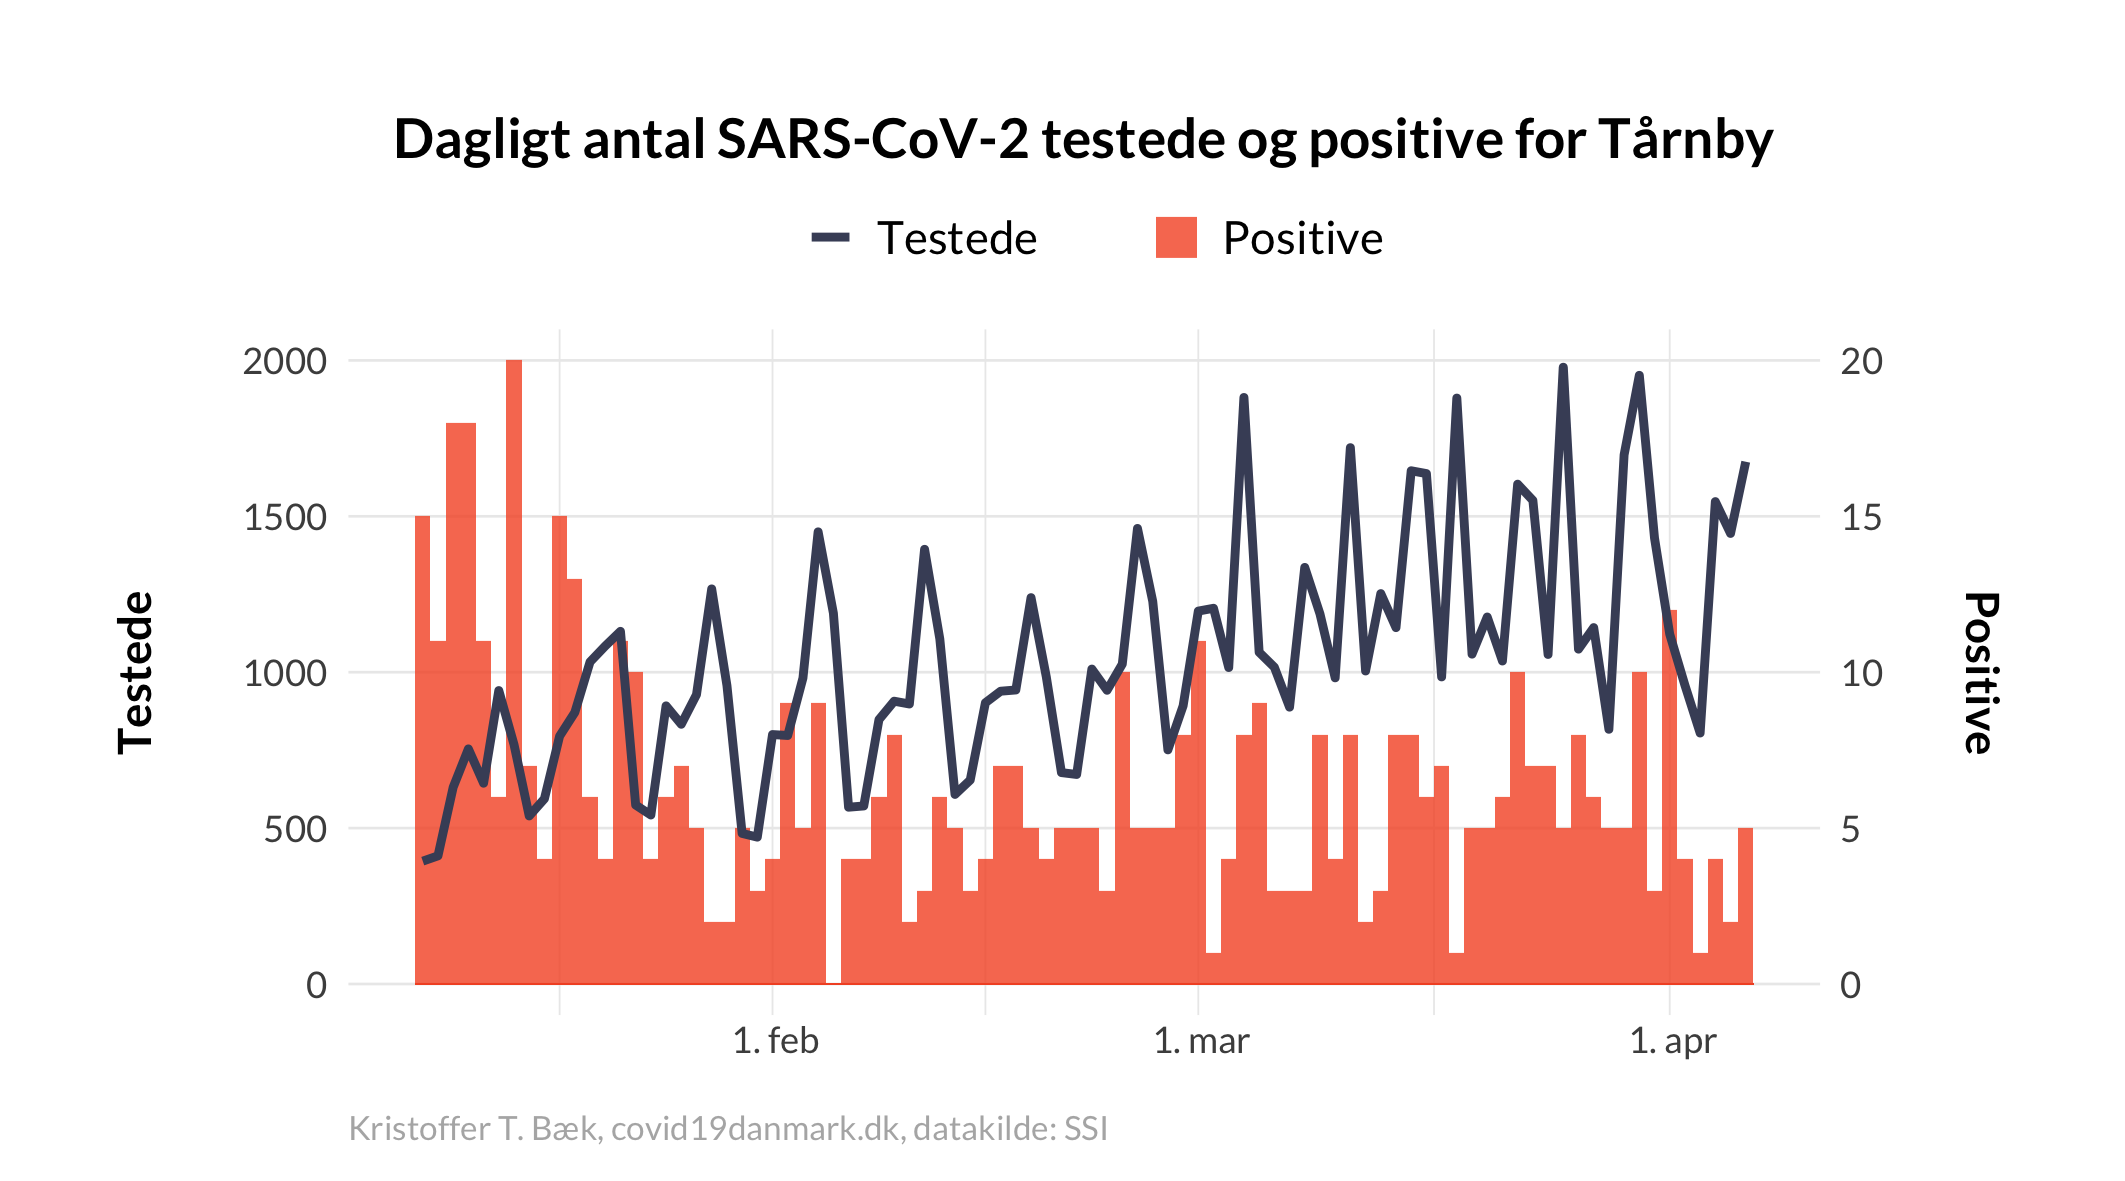 Dagligt antal SARS-CoV-2 testede og positive for Tårnby
Testede
Positive
2000
1500
1000
500
0
20
15
10
5
0
Testede
Positive
1. feb
1. mar
1. apr
Kristoffer T. Bæk, covid19danmark.dk, datakilde: SSI